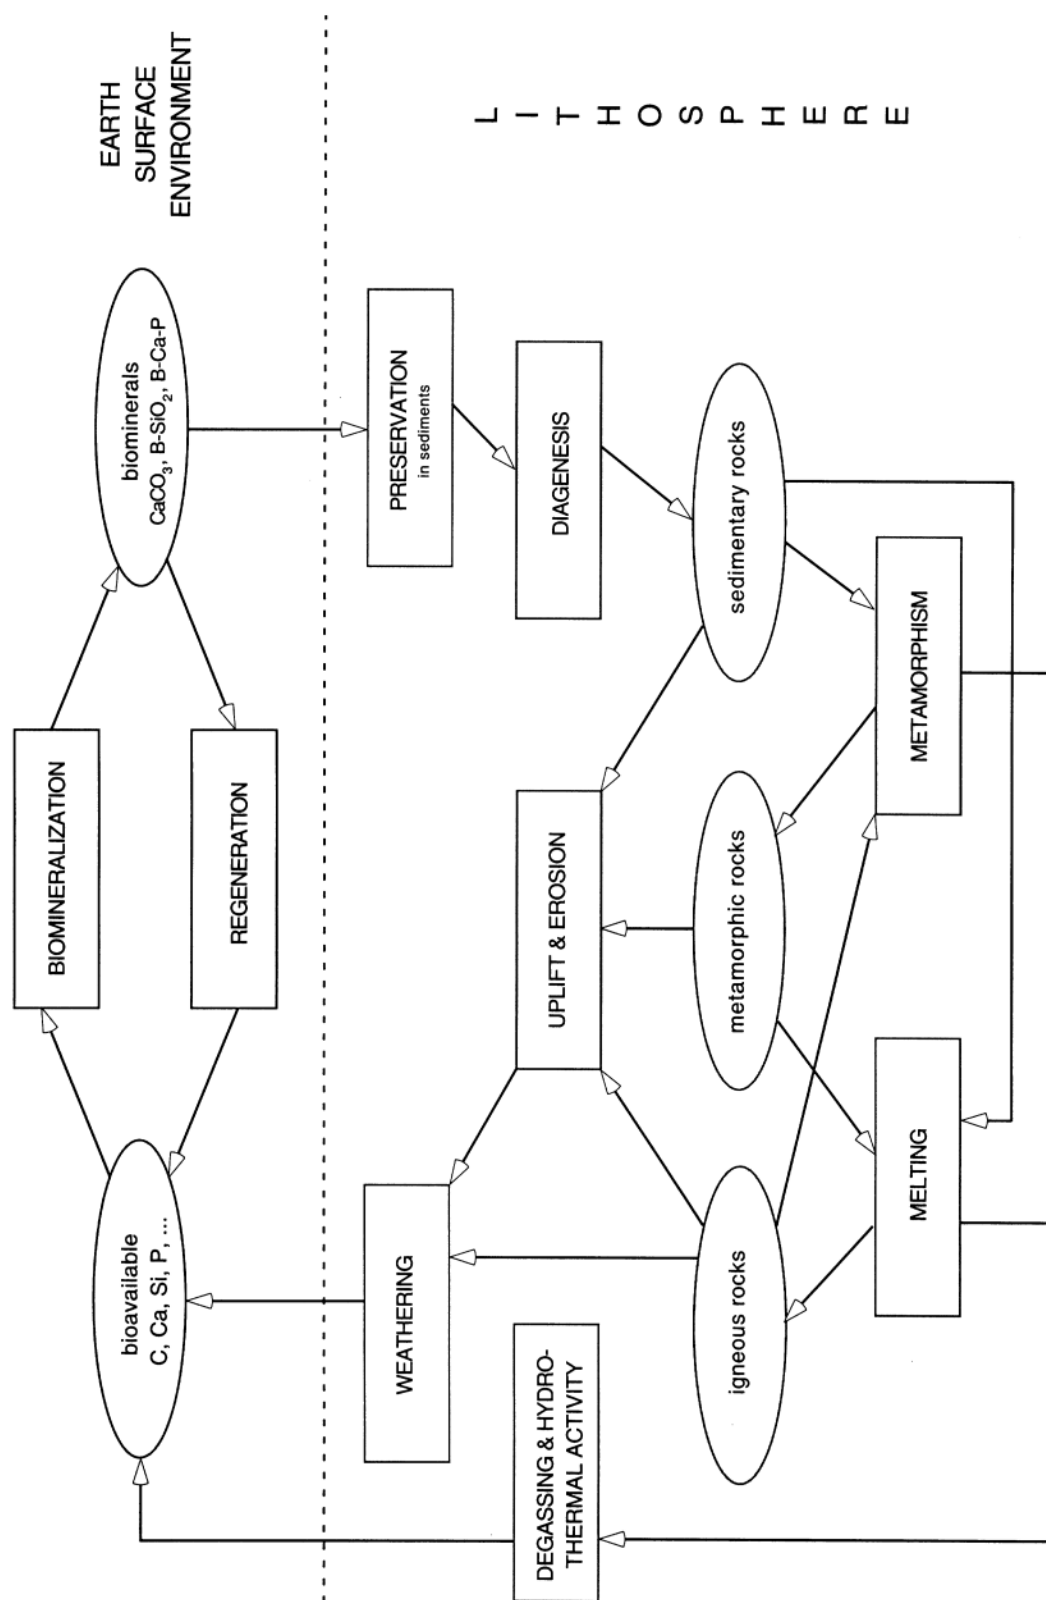 EARTH
SURFACE
ENVIRONMENT
LITHOSPHERE
BIOMINERALIZATION
biominerals
CaCO₃, B-SiO₂, B-Ca-P
REGENERATION
bioavailable
C, Ca, Si, P, ...
PRESERVATION
in sediments
DIAGENESIS
WEATHERING
UPLIFT & EROSION
DEGASSING & HYDRO-
THERMAL ACTIVITY
sedimentary rocks
metamorphic rocks
igneous rocks
METAMORPHISM
MELTING